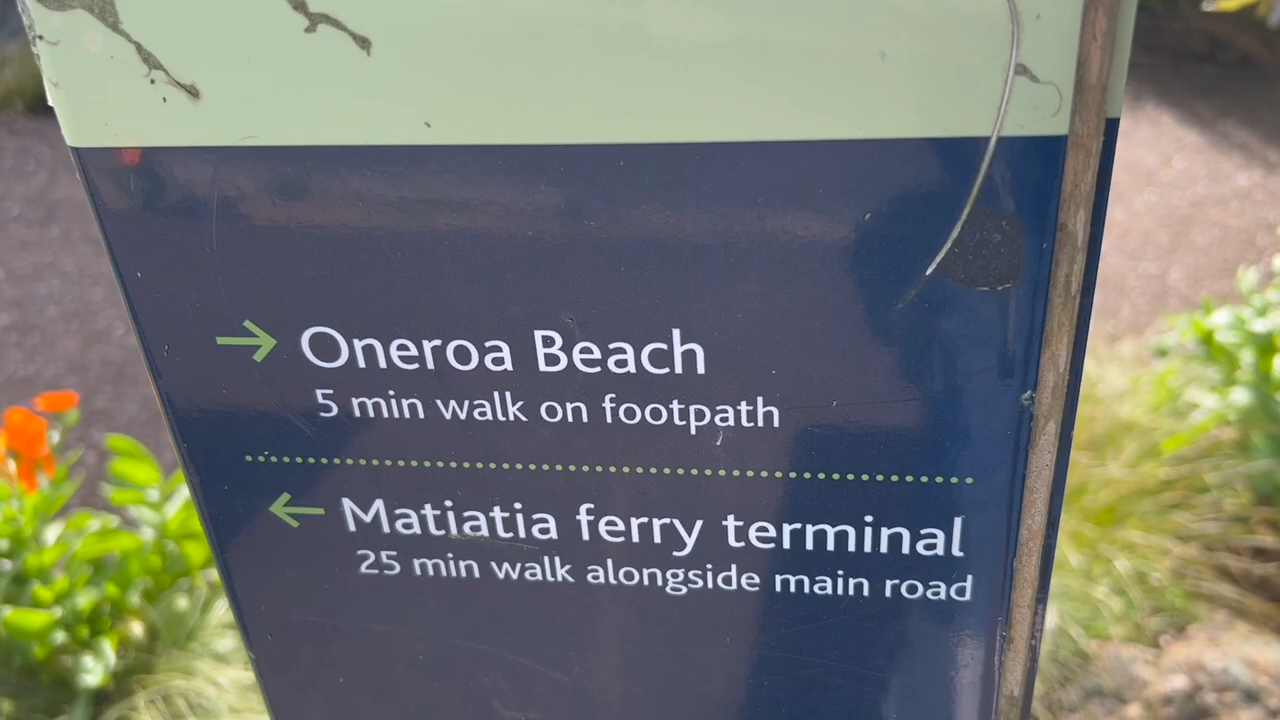 → Oneroa Beach
5 min walk on footpath
← Matiatia ferry terminal
25 min walk alongside main road